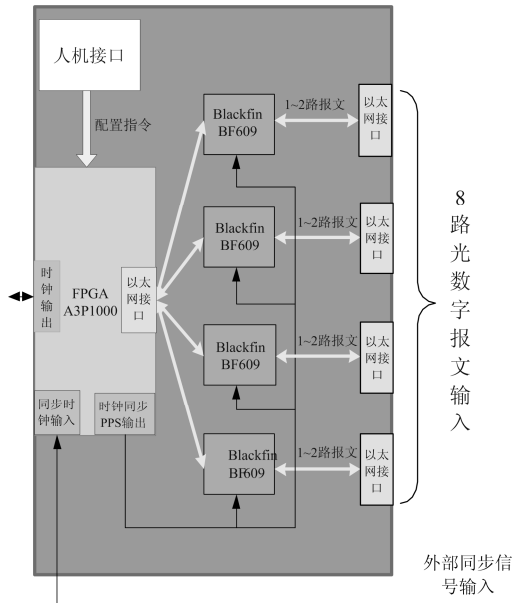 人机接口
配置指令
时
钟
输
出
FPGA
A3P1000
以太
网接
口
同步时
钟输入
时钟同步
PPS输出
Blackfin
BF609
1~2路报文
以太
网接
口
Blackfin
BF609
1~2路报文
以太
网接
口
Blackfin
BF609
1~2路报文
以太
网接
口
Blackfin
BF609
1~2路报文
以太
网接
口
8
路
光
数
字
报
文
输
入
外部同步信
号输入